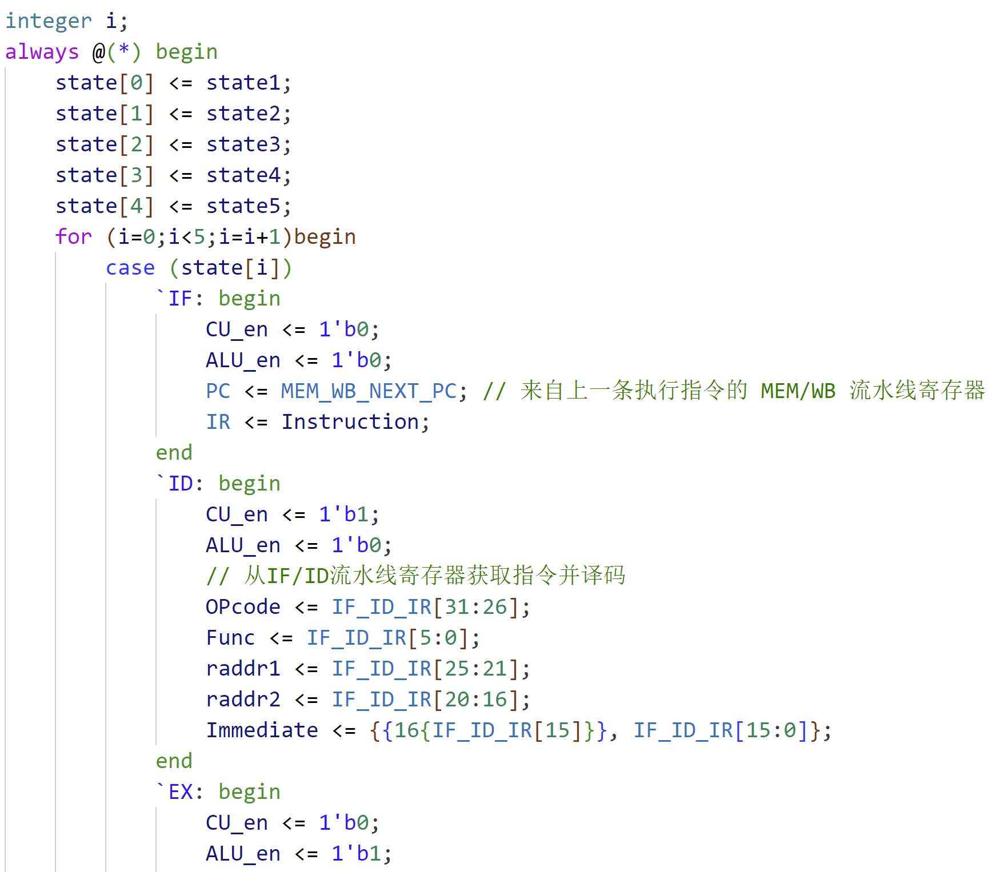 integer i;
always @(*) begin
    state[0] <= state1;
    state[1] <= state2;
    state[2] <= state3;
    state[3] <= state4;
    state[4] <= state5;
    for (i=0;i<5;i=i+1)begin
        case (state[i])
            `IF: begin
                CU_en <= 1'b0;
                ALU_en <= 1'b0;
                PC <= MEM_WB_NEXT_PC; // 来自上一条执行指令的 MEM/WB 流水线寄存器
                IR <= Instruction;
            end
            `ID: begin
                CU_en <= 1'b1;
                ALU_en <= 1'b0;
                // 从IF/ID流水线寄存器获取指令并译码
                OPcode <= IF_ID_IR[31:26];
                Func <= IF_ID_IR[5:0];
                raddr1 <= IF_ID_IR[25:21];
                raddr2 <= IF_ID_IR[20:16];
                Immediate <= {{16{IF_ID_IR[15]}}, IF_ID_IR[15:0]};
            end
            `EX: begin
                CU_en <= 1'b0;
                ALU_en <= 1'b1;